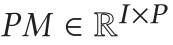 PM ∈ ℝ^{I×P}